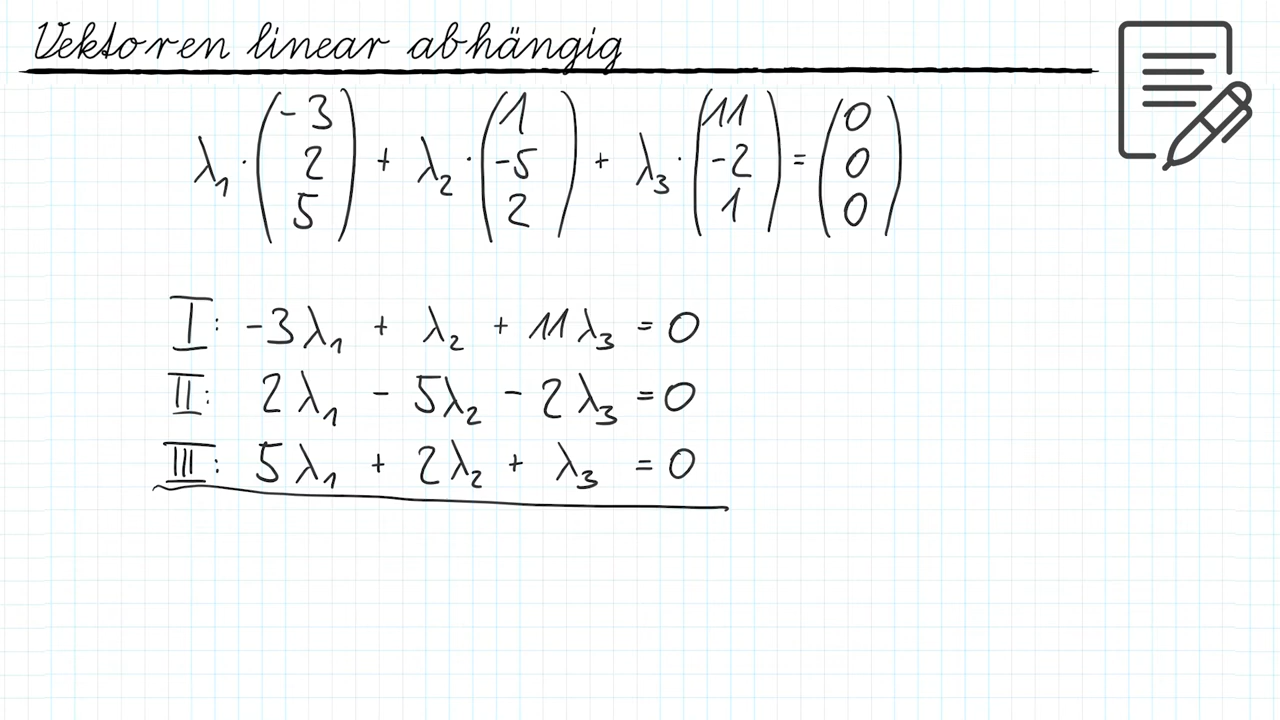 Vektoren linear abhängig
λ₁ · (-3 2 5) + λ₂ · (1 -5 2) + λ₃ · (11 -2 1) = (0 0 0)
I: -3λ₁ + λ₂ + 11λ₃ = 0
II: 2λ₁ - 5λ₂ - 2λ₃ = 0
III: 5λ₁ + 2λ₂ + λ₃ = 0